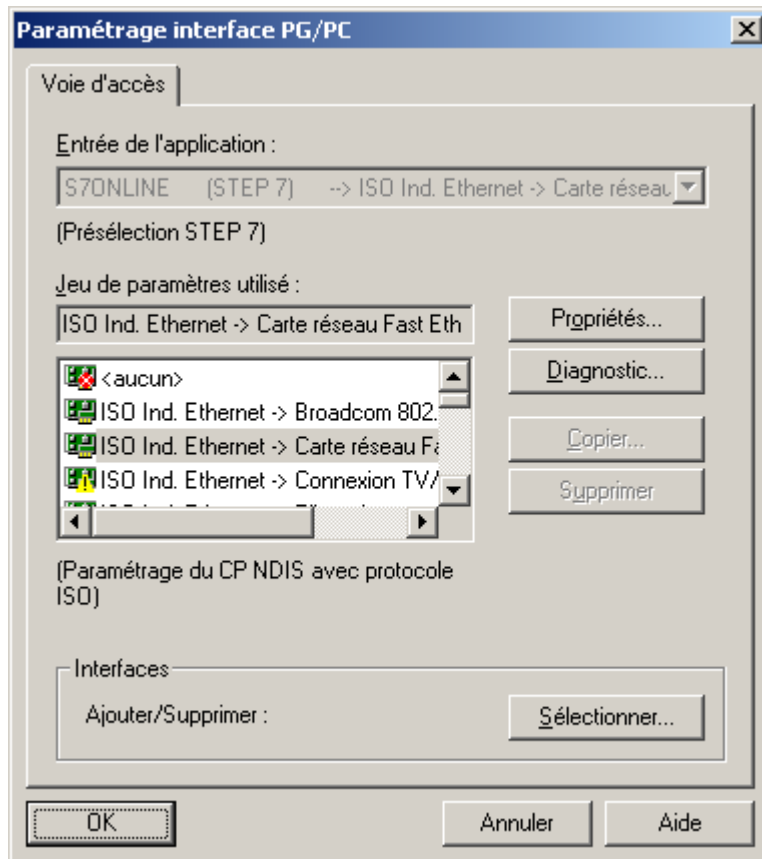 Paramétrage interface PG/PC
Voie d'accès
Entrée de l'application :
S7ONLINE (STEP 7) --> ISO Ind. Ethernet -> Carte réseau
(Présélection STEP 7)
Jeu de paramètres utilisé :
ISO Ind. Ethernet -> Carte réseau Fast Eth
Propriétés...
<aucun>
Diagnostic...
ISO Ind. Ethernet -> Broadcom 802.
ISO Ind. Ethernet -> Carte réseau Fa
Copier...
ISO Ind. Ethernet -> Connexion TV/
Supprimer
(Paramétrage du CP NDIS avec protocole
ISO)
Interfaces
Ajouter/Supprimer :
Sélectionner...
OK
Annuler
Aide